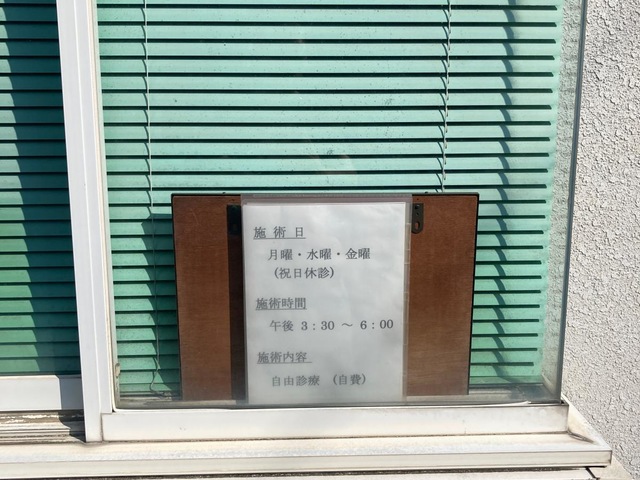 施術日
月曜・水曜・金曜
(祝日休診)
施術時間
午後 3:30 ～ 6:00
施術内容
自由診療 (自費)